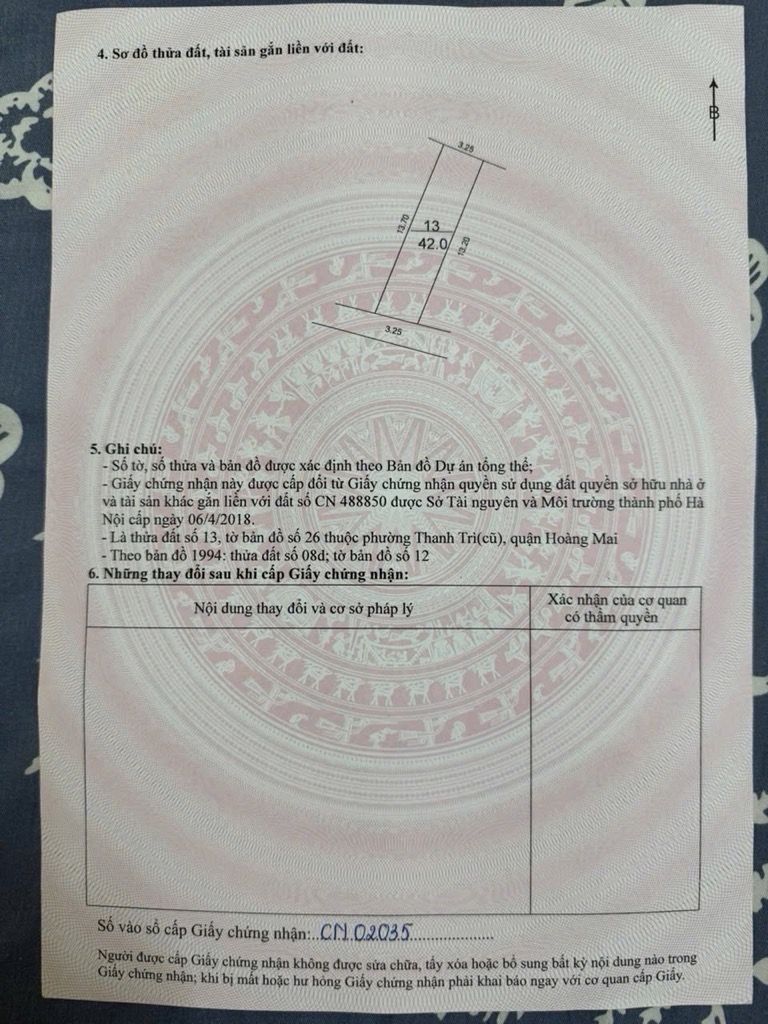 4. Sơ đồ thửa đất, tài sản gắn liền với đất:
B
3.25
13.70
13
42.0
13.20
3.25
5. Ghi chú:
- Số tờ, số thửa và bản đồ được xác định theo Bản đồ Dự án tổng thể;
- Giấy chứng nhận này được cấp đổi từ Giấy chứng nhận quyền sử dụng đất quyền sở hữu nhà ở
và tài sản khác gắn liền với đất số CN 488850 được Sở Tài nguyên và Môi trường thành phố Hà
Nội cấp ngày 06/4/2018.
- Là thửa đất số 13, tờ bản đồ số 26 thuộc phường Thanh Trì(cũ), quận Hoàng Mai
- Theo bản đồ 1994: thửa đất số 08d; tờ bản đồ số 12
6. Những thay đổi sau khi cấp Giấy chứng nhận:
Nội dung thay đổi và cơ sở pháp lý
Xác nhận của cơ quan
có thẩm quyền
Số vào sổ cấp Giấy chứng nhận:..CN 02035.....................
Người được cấp Giấy chứng nhận không được sửa chữa, tẩy xóa hoặc bổ sung bất kỳ nội dung nào trong
Giấy chứng nhận; khi bị mất hoặc hư hỏng Giấy chứng nhận phải khai báo ngay với cơ quan cấp Giấy.